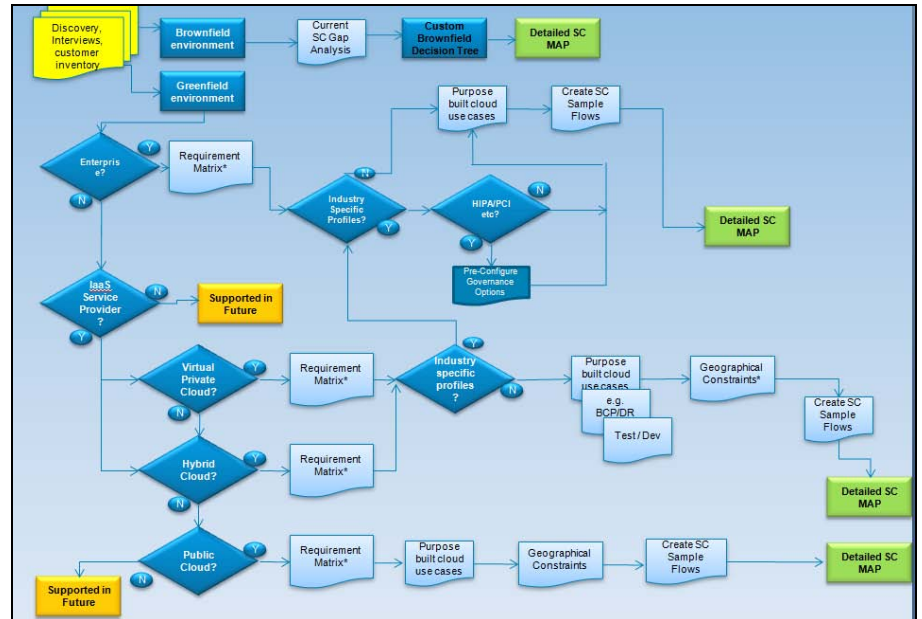 Discovery,
Interviews,
customer
inventory
Brownfield
environment
Current
SC Gap
Analysis
Custom
Brownfield
Decision Tree
Detailed SC
MAP
Greenfield
environment
Purpose
built cloud
use cases
Create SC
Sample
Flows
Enterpris
e?
Y
N
Requirement
Matrix*
Industry
Specific
Profiles?
N
Y
HIPA/PCI
etc?
N
Y
Pre-Configure
Governance
Options
Detailed SC
MAP
IaaS
Service
Provider
?
N
Y
Supported in
Future
Virtual
Private
Cloud?
Y
N
Requirement
Matrix*
Industry
specific
profiles
?
Y
N
Purpose
built cloud
use cases
e.g.
BCP/DR
Test / Dev
Geographical
Constraints*
Create SC
Sample
Flows
Detailed SC
MAP
Hybrid
Cloud?
Y
N
Requirement
Matrix*
Public
Cloud?
Y
N
Requirement
Matrix*
Purpose
built cloud
use cases
Geographical
Constraints
Create SC
Sample
Flows
Detailed SC
MAP
Supported in
Future